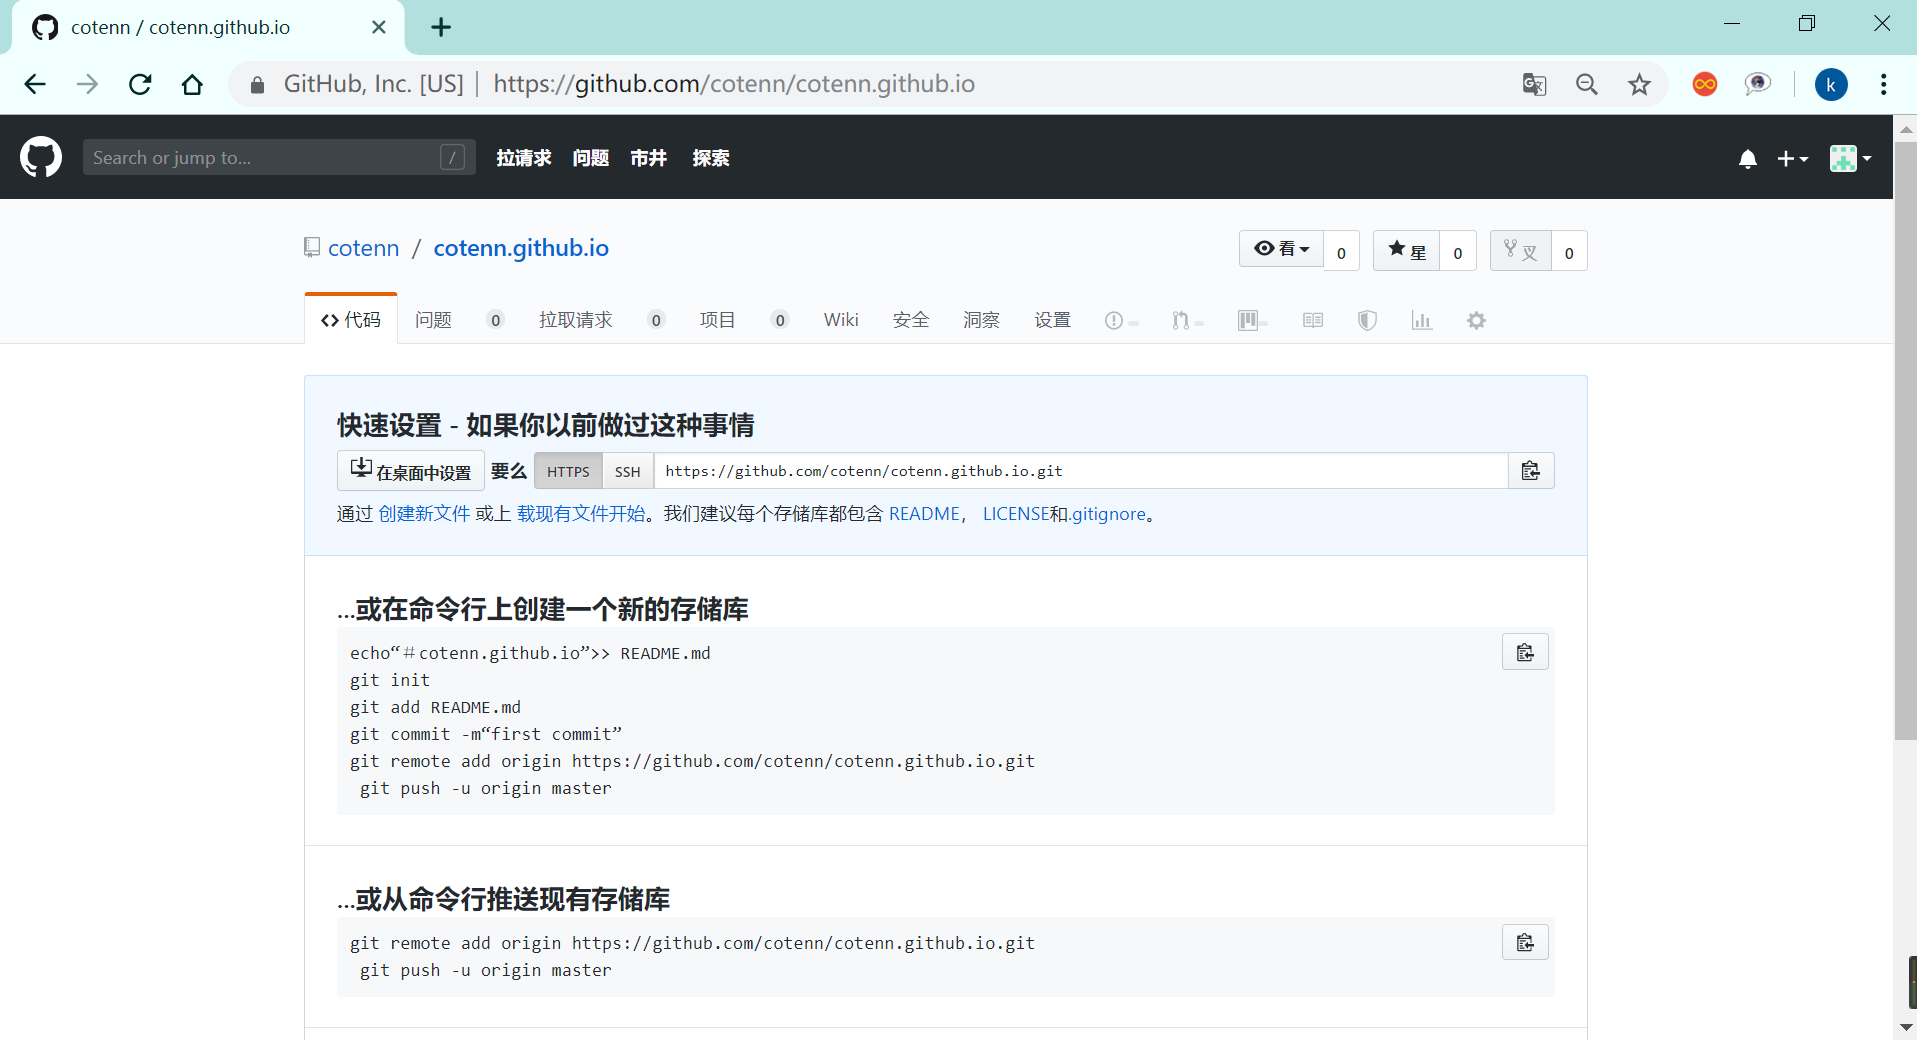 cotenn / cotenn.github.io
GitHub, Inc. [US] | https://github.com/cotenn/cotenn.github.io
k
Search or jump to... /
拉请求 问题 市井 探索
cotenn / cotenn.github.io
看 0 星 0 叉 0
代码 问题 0 拉取请求 0 项目 0 Wiki 安全 洞察 设置
快速设置 - 如果你以前做过这种事情
在桌面中设置 要么 HTTPS SSH https://github.com/cotenn/cotenn.github.io.git
通过 创建新文件 或上 载现有文件开始。我们建议每个存储库都包含 README， LICENSE和.gitignore。
...或在命令行上创建一个新的存储库
echo“＃cotenn.github.io”>> README.md
git init
git add README.md
git commit -m“first commit”
git remote add origin https://github.com/cotenn/cotenn.github.io.git
git push -u origin master
...或从命令行推送现有存储库
git remote add origin https://github.com/cotenn/cotenn.github.io.git
git push -u origin master